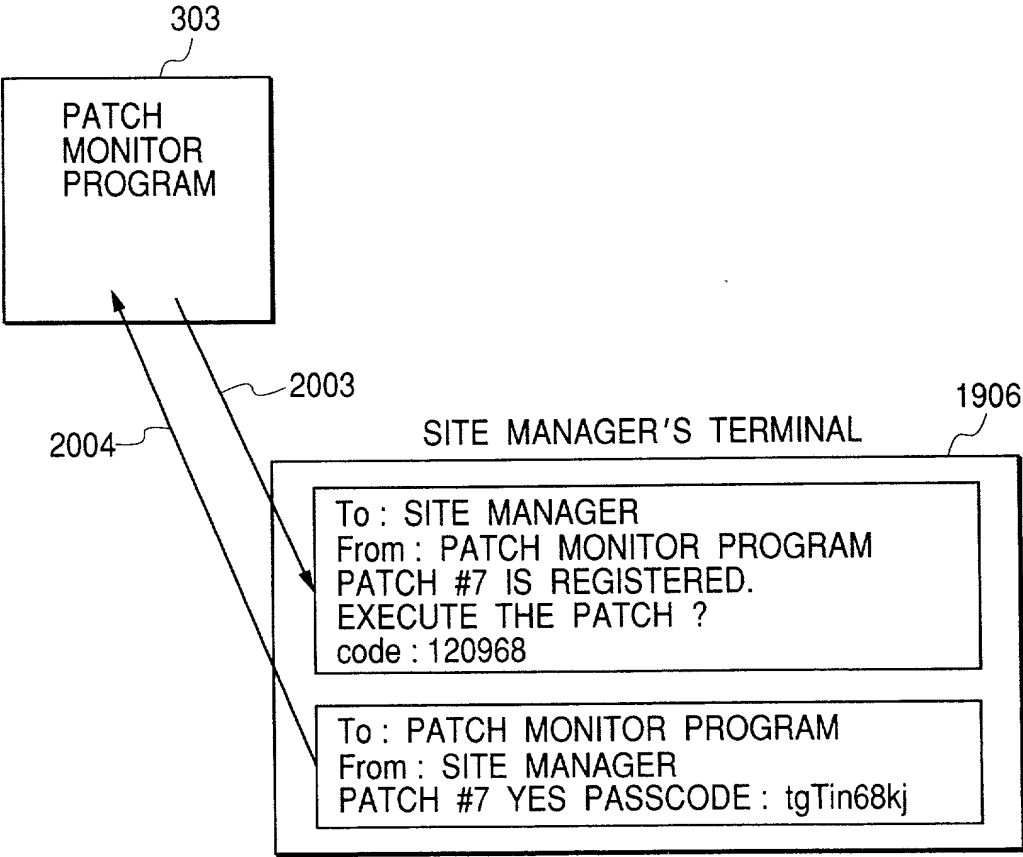 303
PATCH
MONITOR
PROGRAM
2003
2004
1906
SITE MANAGER'S TERMINAL
To : SITE MANAGER
From : PATCH MONITOR PROGRAM
PATCH #7 IS REGISTERED.
EXECUTE THE PATCH ?
code : 120968
To : PATCH MONITOR PROGRAM
From : SITE MANAGER
PATCH #7 YES PASSCODE : tgTin68kj